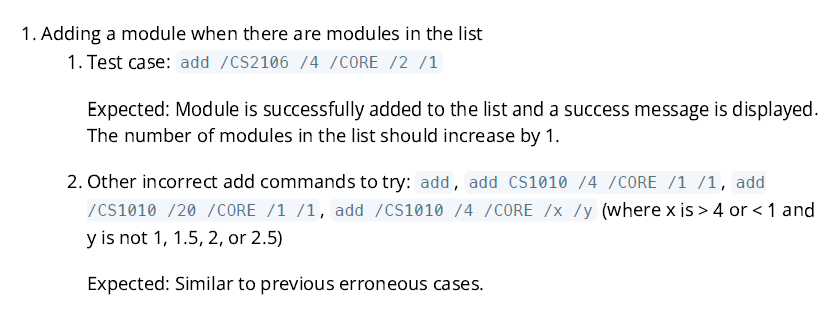 1. Adding a module when there are modules in the list
1. Test case: add /CS2106 /4 /CORE /2 /1
Expected: Module is successfully added to the list and a success message is displayed.
The number of modules in the list should increase by 1.
2. Other incorrect add commands to try: add, add CS1010 /4 /CORE /1 /1, add
/CS1010 /20 /CORE /1 /1, add /CS1010 /4 /CORE /x /y (where x is > 4 or < 1 and
y is not 1, 1.5, 2, or 2.5)
Expected: Similar to previous erroneous cases.